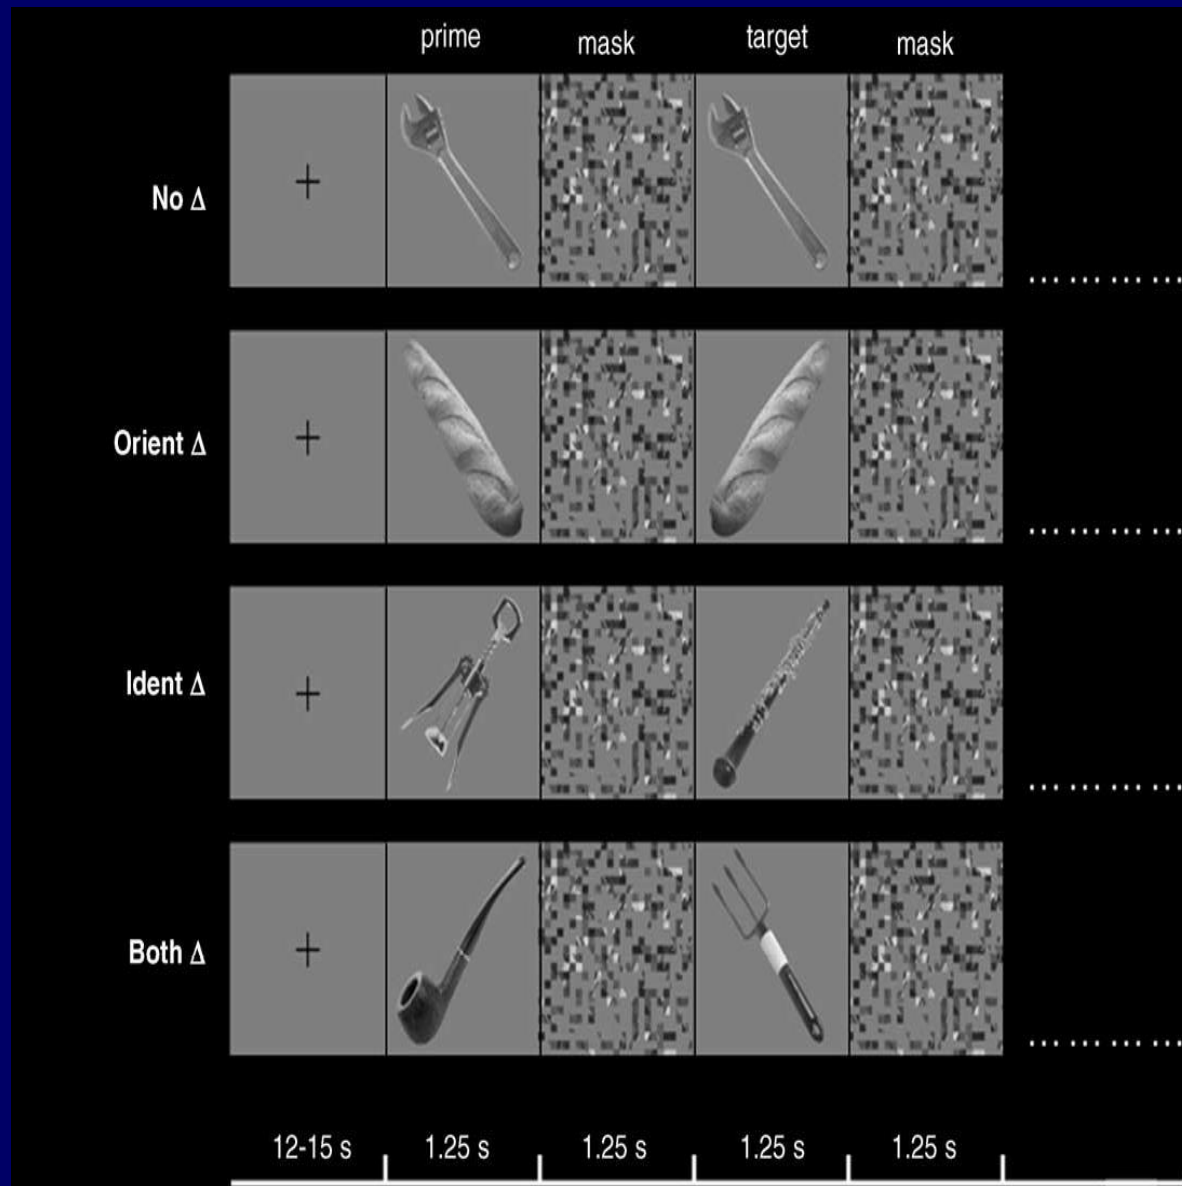 prime mask target mask
No Δ
… … … …
Orient Δ
… … … …
Ident Δ
… … … …
Both Δ
… … … …
12-15 s 1.25 s 1.25 s 1.25 s 1.25 s